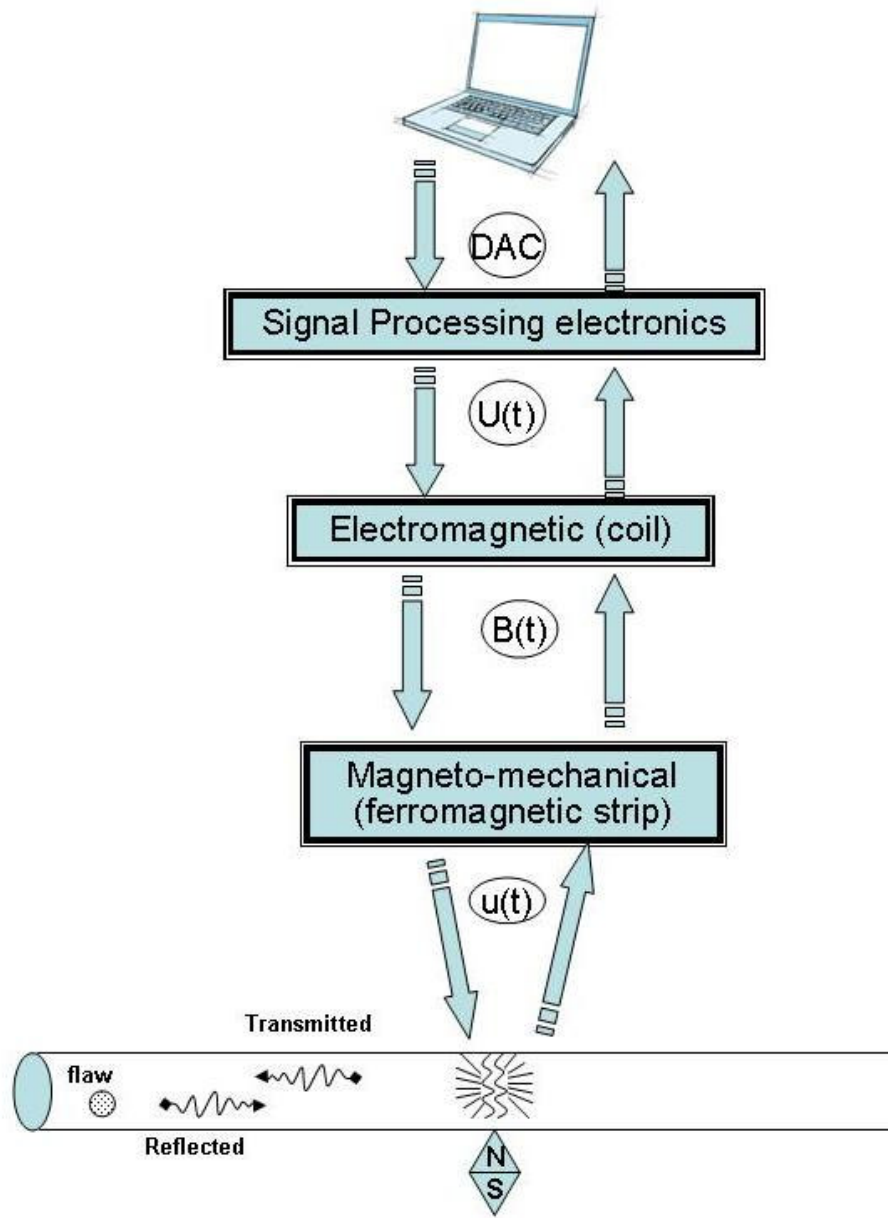 DAC
Signal Processing electronics
U(t)
Electromagnetic (coil)
B(t)
Magneto-mechanical
(ferromagnetic strip)
u(t)
Transmitted
flaw
Reflected
N
S